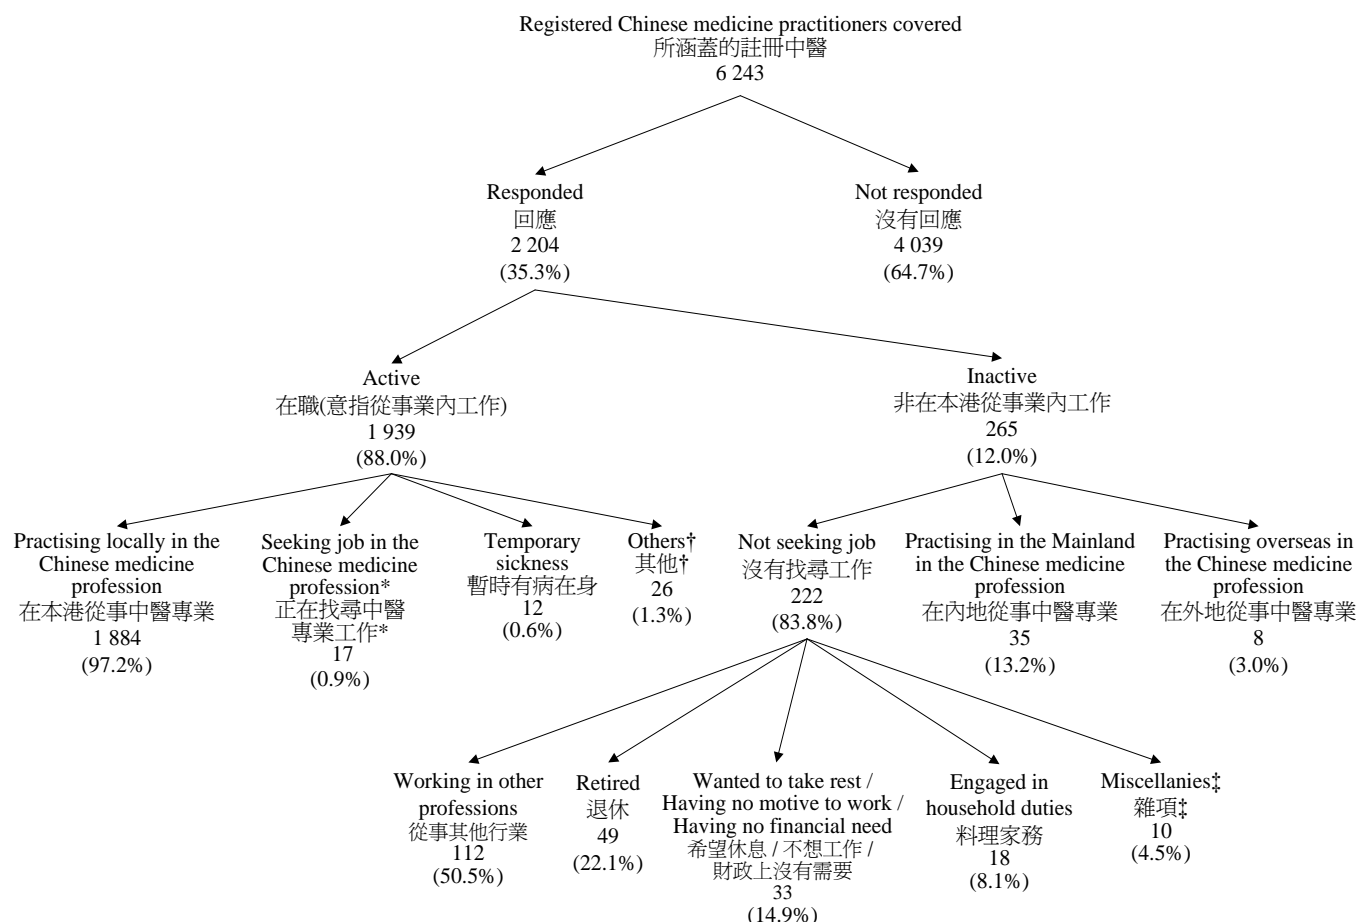 Registered Chinese medicine practitioners covered
所涵蓋的註冊中醫
6 243
Responded
回應
2 204
(35.3%)
Not responded
沒有回應
4 039
(64.7%)
Active
在職(意指從事業內工作)
1 939
(88.0%)
Inactive
非在本港從事業內工作
265
(12.0%)
Practising locally in the
Chinese medicine
profession
在本港從事中醫專業
1 884
(97.2%)
Seeking job in the
Chinese medicine
profession*
正在找尋中醫
專業工作*
17
(0.9%)
Temporary
sickness
暫時有病在身
12
(0.6%)
Others†
其他†
26
(1.3%)
Not seeking job
沒有找尋工作
222
(83.8%)
Practising in the Mainland
in the Chinese medicine
profession
在內地從事中醫專業
35
(13.2%)
Practising overseas in
the Chinese medicine
profession
在外地從事中醫專業
8
(3.0%)
Working in other
professions
從事其他行業
112
(50.5%)
Retired
退休
49
(22.1%)
Wanted to take rest /
Having no motive to work /
Having no financial need
希望休息 / 不想工作 /
財政上沒有需要
33
(14.9%)
Engaged in
household duties
料理家務
18
(8.1%)
Miscellanies‡
雜項‡
10
(4.5%)